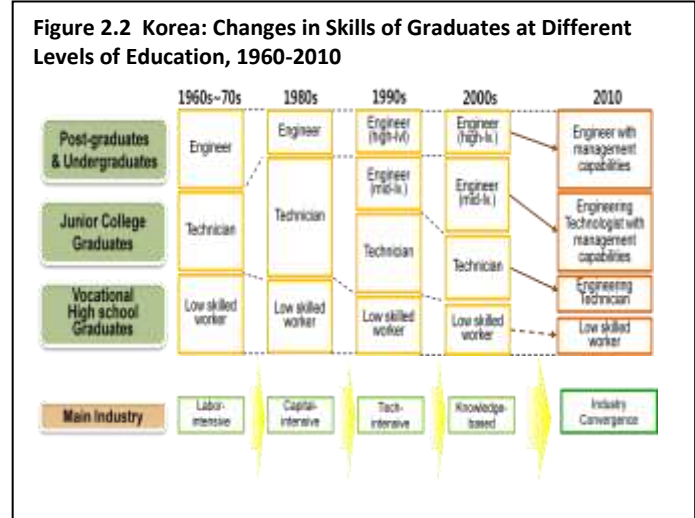 Figure 2.2 Korea: Changes in Skills of Graduates at Different
Levels of Education, 1960-2010
1960s~70s 1980s 1990s 2000s 2010
Post-graduates
& Undergraduates
Engineer
Engineer
Engineer
(high-lvl)
Engineer
(high-lv.)
Engineer with
management
capabilities
Engineer
(mid-lv.)
Engineer
(mid-lv.)
Junior College
Graduates
Technician
Technician
Technician
Technician
Engineering
Technologist with
management
capabilities
Engineering
Technician
Vocational
High school
Graduates
Low skilled
worker
Low skilled
worker
Low skilled
worker
Low skilled
worker
Low skilled
worker
Main Industry
Labor-
intensive
Capital-
intensive
Tech-
intensive
Knowledge-
based
Industry
Convergence